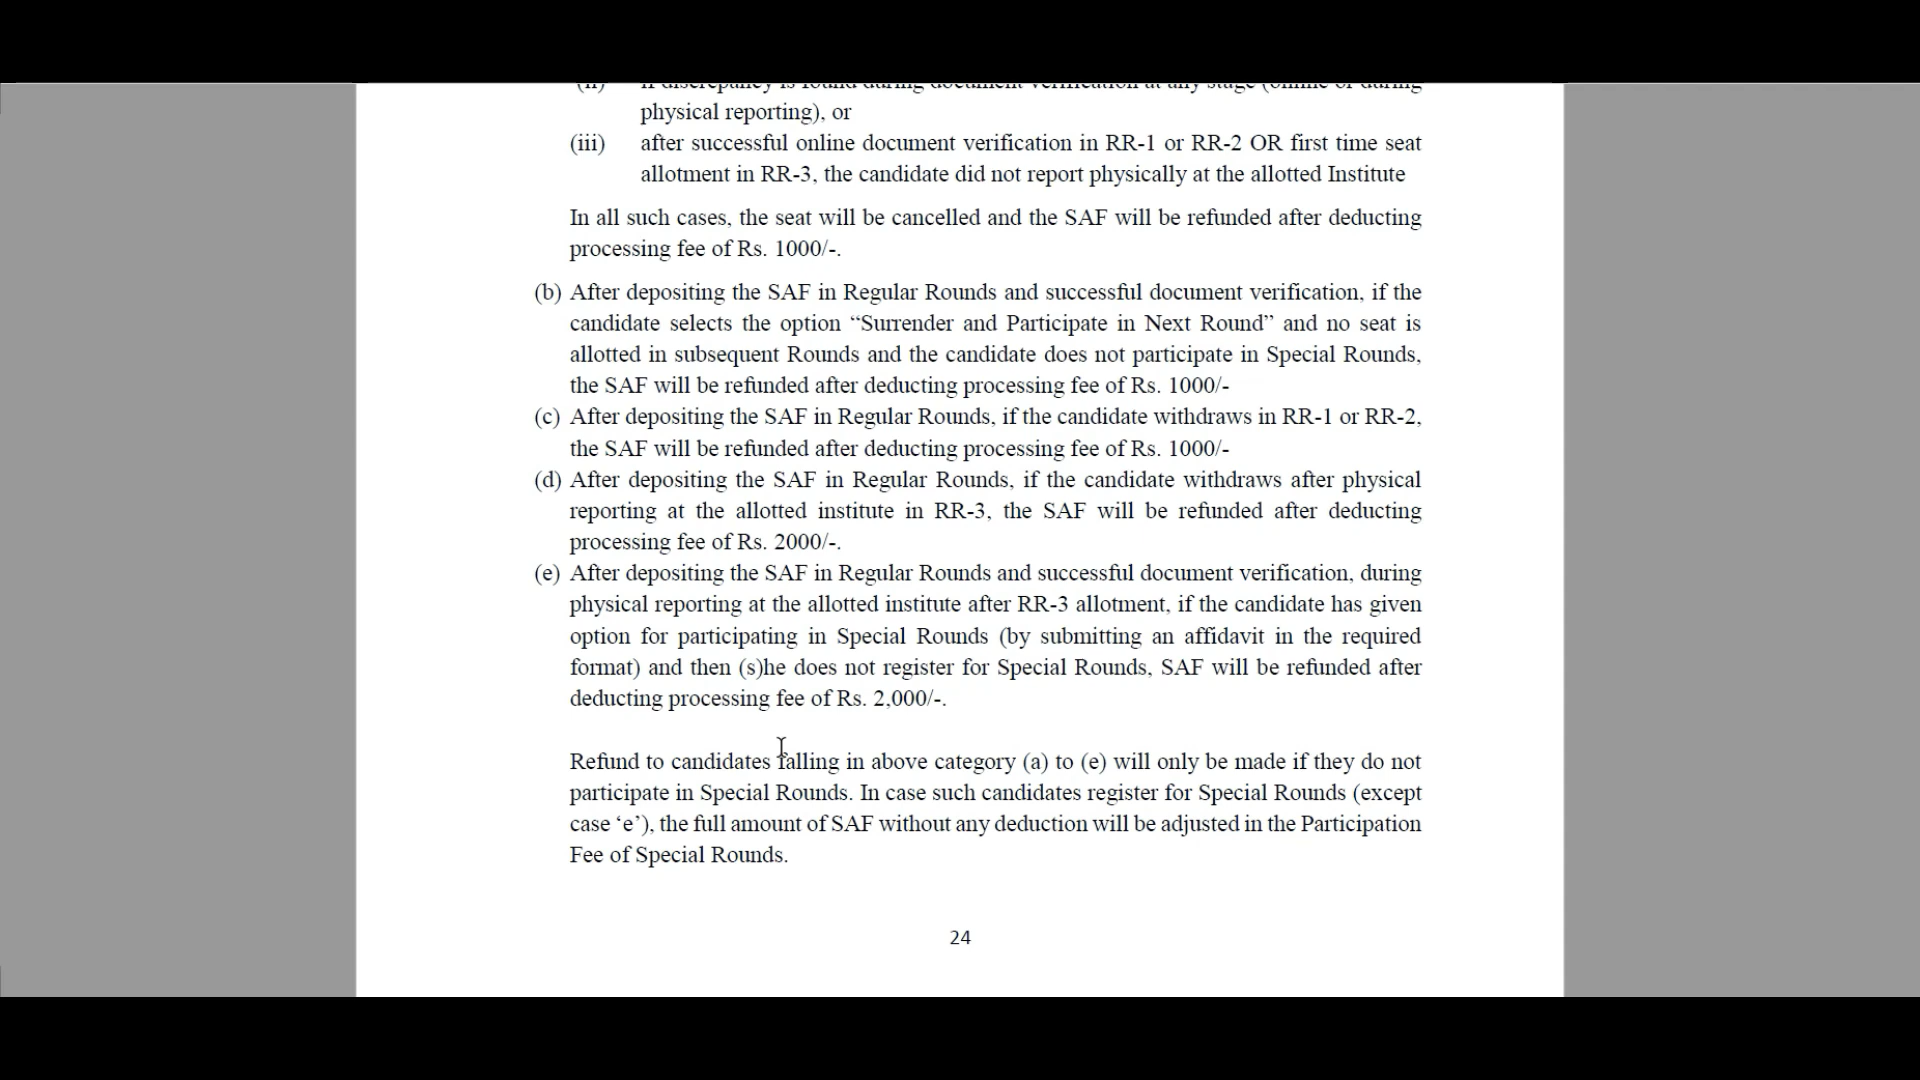 (ii) if discrepancy is found during document verification at any stage (online or during
physical reporting), or
(iii) after successful online document verification in RR-1 or RR-2 OR first time seat
allotment in RR-3, the candidate did not report physically at the allotted Institute
In all such cases, the seat will be cancelled and the SAF will be refunded after deducting
processing fee of Rs. 1000/-.
(b) After depositing the SAF in Regular Rounds and successful document verification, if the
candidate selects the option “Surrender and Participate in Next Round” and no seat is
allotted in subsequent Rounds and the candidate does not participate in Special Rounds,
the SAF will be refunded after deducting processing fee of Rs. 1000/-
(c) After depositing the SAF in Regular Rounds, if the candidate withdraws in RR-1 or RR-2,
the SAF will be refunded after deducting processing fee of Rs. 1000/-
(d) After depositing the SAF in Regular Rounds, if the candidate withdraws after physical
reporting at the allotted institute in RR-3, the SAF will be refunded after deducting
processing fee of Rs. 2000/-.
(e) After depositing the SAF in Regular Rounds and successful document verification, during
physical reporting at the allotted institute after RR-3 allotment, if the candidate has given
option for participating in Special Rounds (by submitting an affidavit in the required
format) and then (s)he does not register for Special Rounds, SAF will be refunded after
deducting processing fee of Rs. 2,000/-.
Refund to candidates falling in above category (a) to (e) will only be made if they do not
participate in Special Rounds. In case such candidates register for Special Rounds (except
case ‘e’), the full amount of SAF without any deduction will be adjusted in the Participation
Fee of Special Rounds.
24